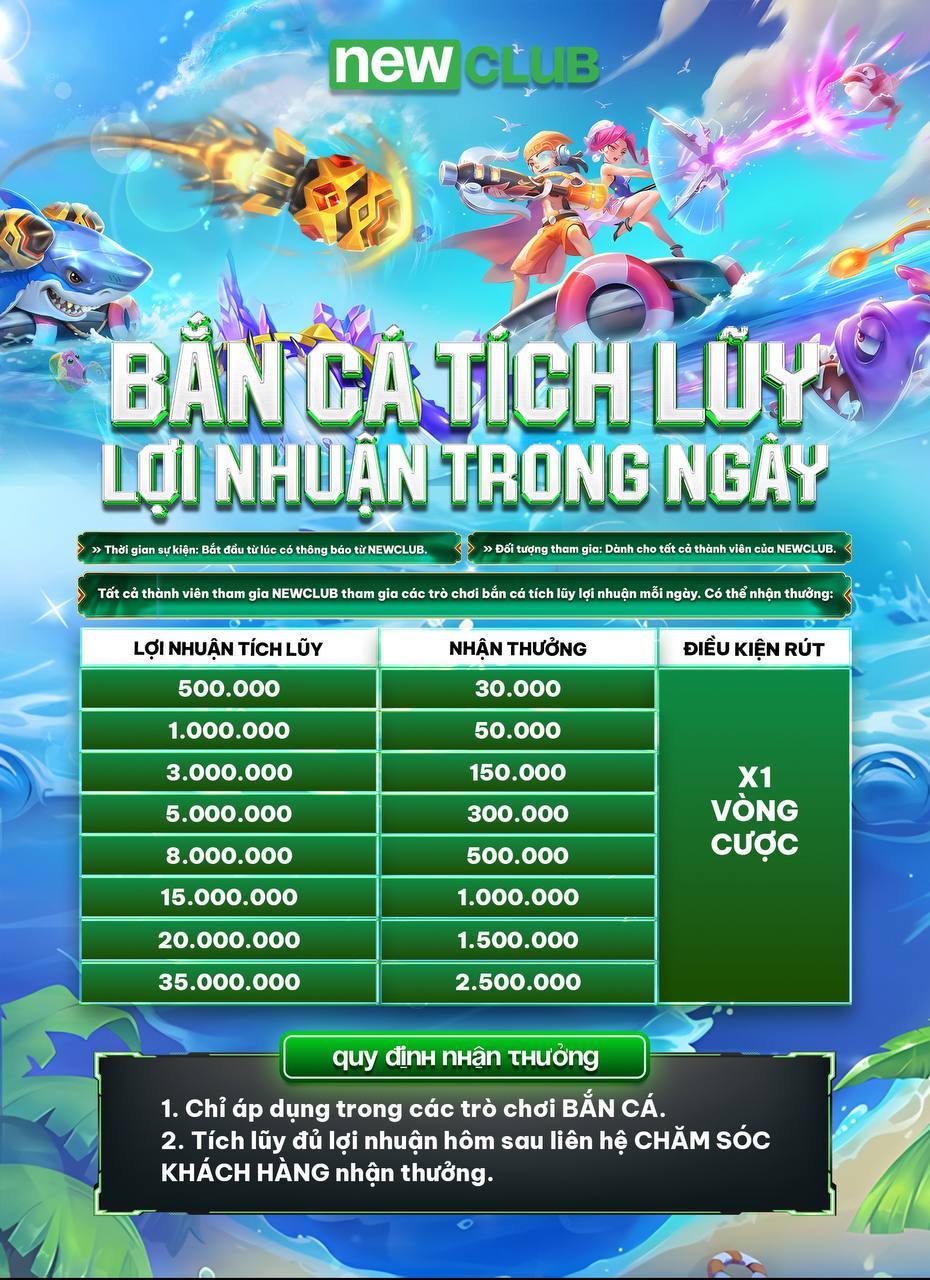 new CLUB
BẮN CÁ TÍCH LŨY
LỢI NHUẬN TRONG NGÀY
>> Thời gian sự kiện: Bắt đầu từ lúc có thông báo từ NEWCLUB.
>> Đối tượng tham gia: Dành cho tất cả thành viên của NEWCLUB.
Tất cả thành viên tham gia NEWCLUB tham gia các trò chơi bắn cá tích lũy lợi nhuận mỗi ngày. Có thể nhận thưởng:
LỢI NHUẬN TÍCH LŨY NHẬN THƯỞNG ĐIỀU KIỆN RÚT
500.000 30.000
1.000.000 50.000
3.000.000 150.000
5.000.000 300.000
8.000.000 500.000
15.000.000 1.000.000
20.000.000 1.500.000
35.000.000 2.500.000
X1
VÒNG
CƯỢC
quy định nhận thưởng
1. Chỉ áp dụng trong các trò chơi BẮN CÁ.
2. Tích lũy đủ lợi nhuận hôm sau liên hệ CHĂM SÓC
KHÁCH HÀNG nhận thưởng.